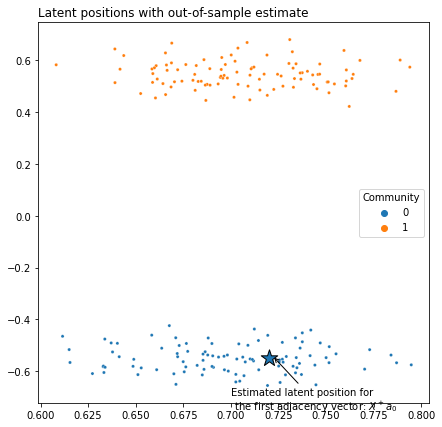 Latent positions with out-of-sample estimate
0.6
0.4
0.2
0.0
−0.2
−0.4
−0.6
Community
0
1
Estimated latent position for
the first adjacency vector: X^+a_0
0.600 0.625 0.650 0.675 0.700 0.725 0.750 0.775 0.800